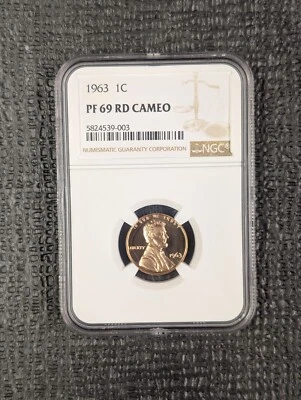 1963 1C
PF 69 RD CAMEO
5824539-003
NUMISMATIC GUARANTY CORPORATION
NGC
LIBERTY
1963